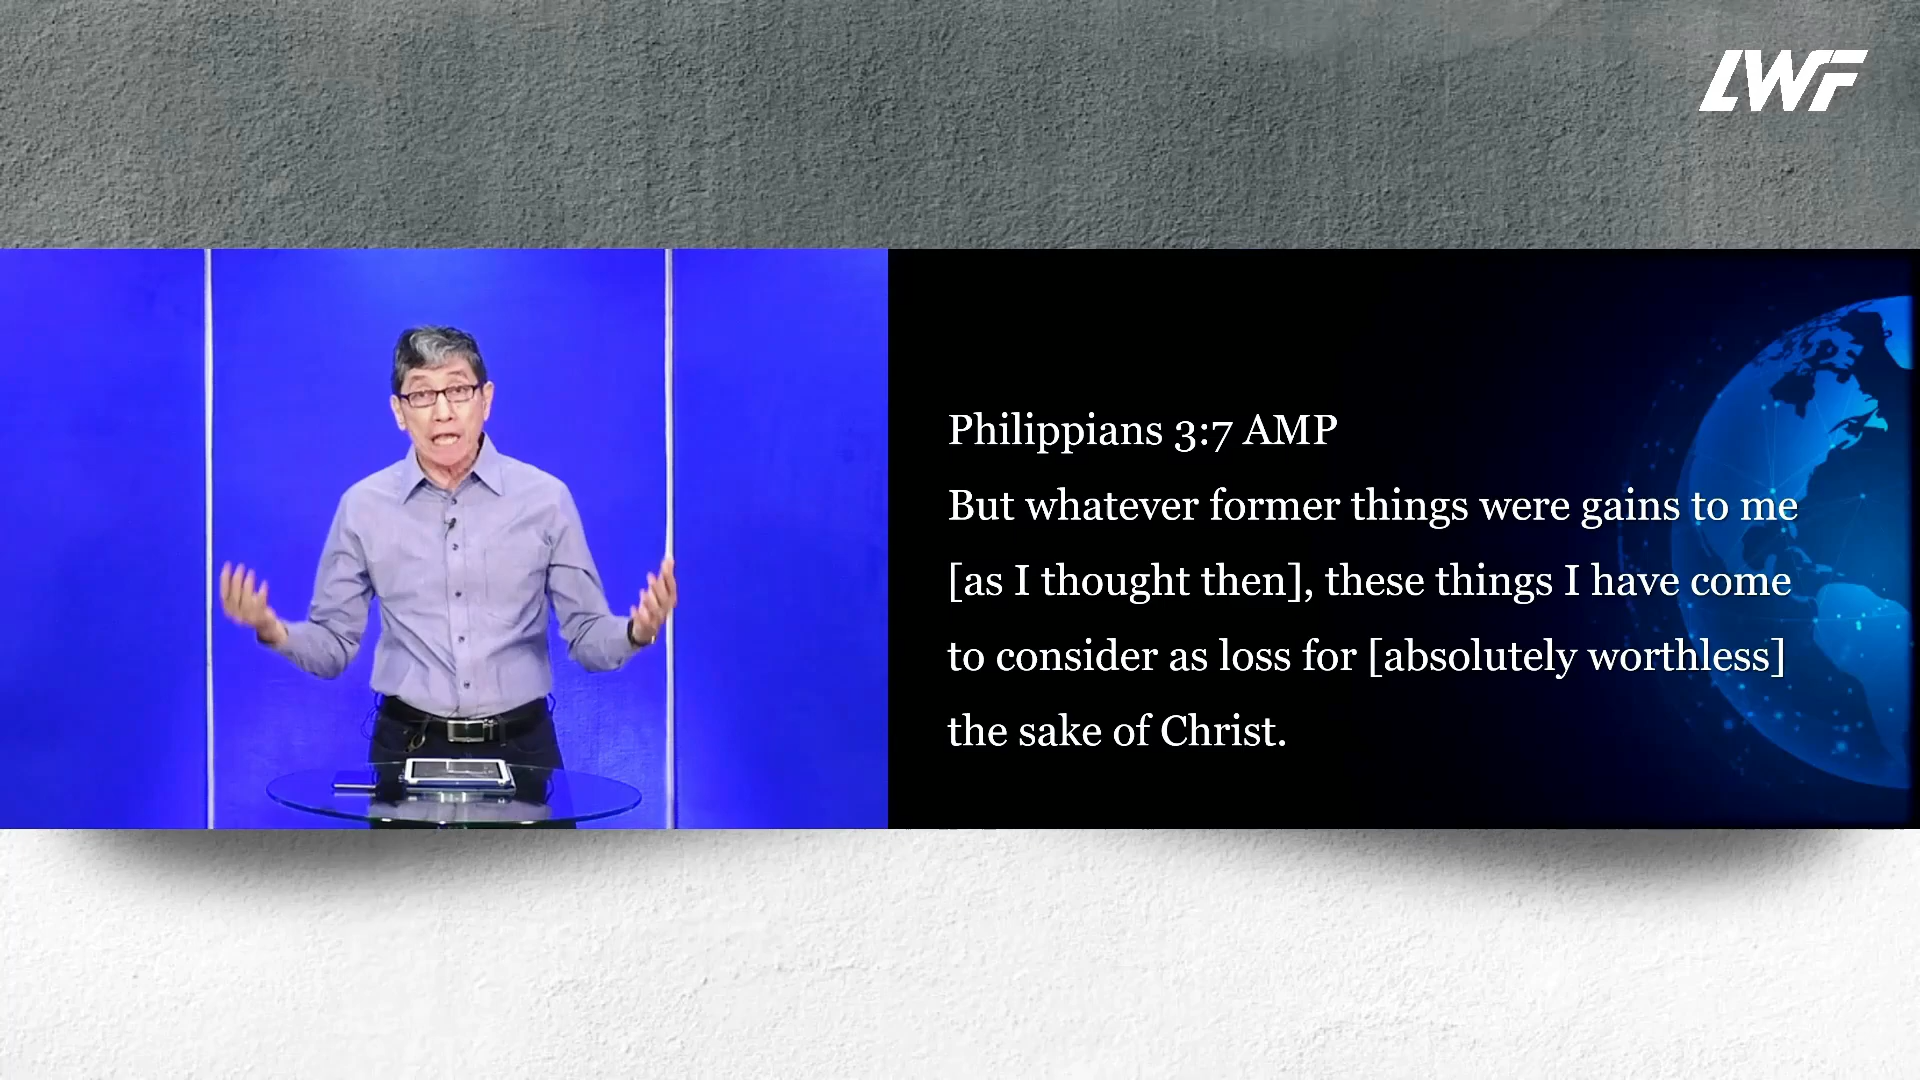 LWF
Philippians 3:7 AMP
But whatever former things were gains to me
[as I thought then], these things I have come
to consider as loss for [absolutely worthless]
the sake of Christ.